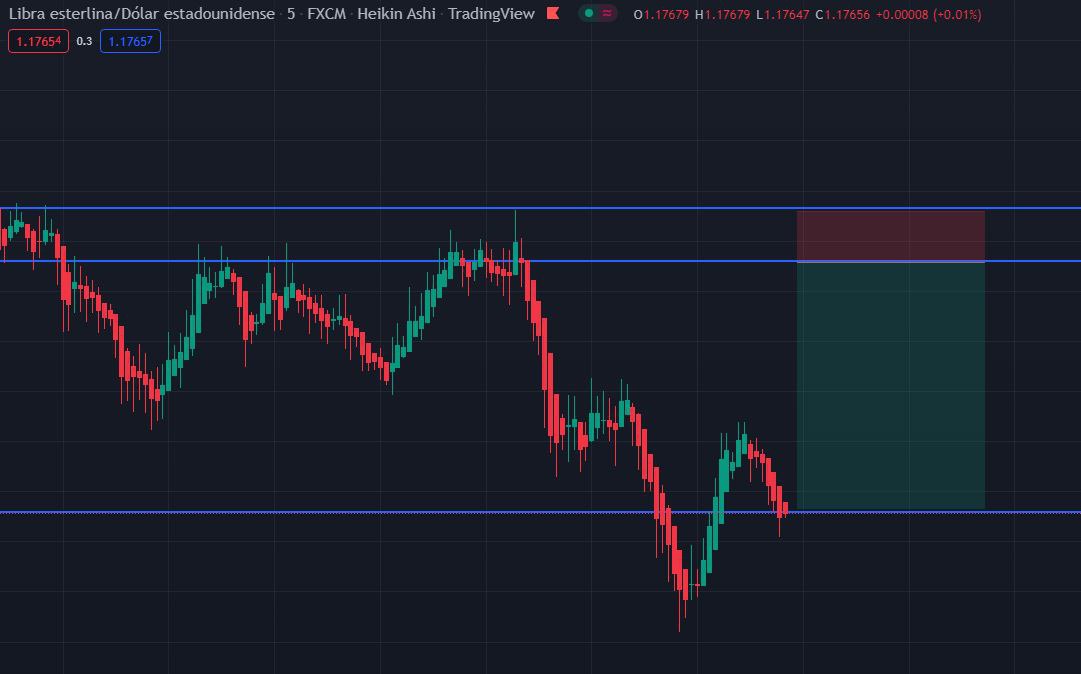 Libra esterlina/Dólar estadounidense · 5 · FXCM · Heikin Ashi · TradingView O1.17679 H1.17679 L1.17647 C1.17656 +0.00008 (+0.01%)
1.17654 0.3 1.17657